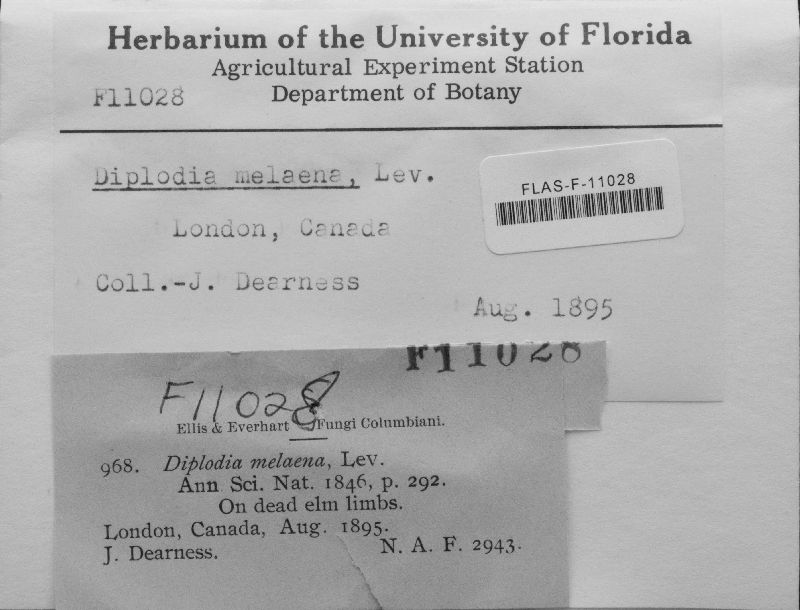 Herbarium of the University of Florida
Agricultural Experiment Station
F11028 Department of Botany
Diplodia melaena, Lev.
FLAS-F-11028
London, Canada
Coll.-J. Dearness
Aug. 1895
F11028
F11028
Ellis & Everhart Fungi Columbiani.
968. Diplodia melaena, Lev.
Ann Sci. Nat. 1846, p. 292.
On dead elm limbs.
London, Canada, Aug. 1895.
J. Dearness. N. A. F. 2943.